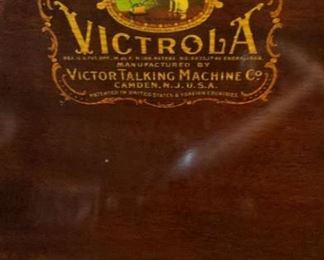 VICTROLA
MANUFACTURED BY
VICTOR TALKING MACHINE CO.
CAMDEN, N.J. U.S.A.
PATENTED IN UNITED STATES & FOREIGN COUNTRIES